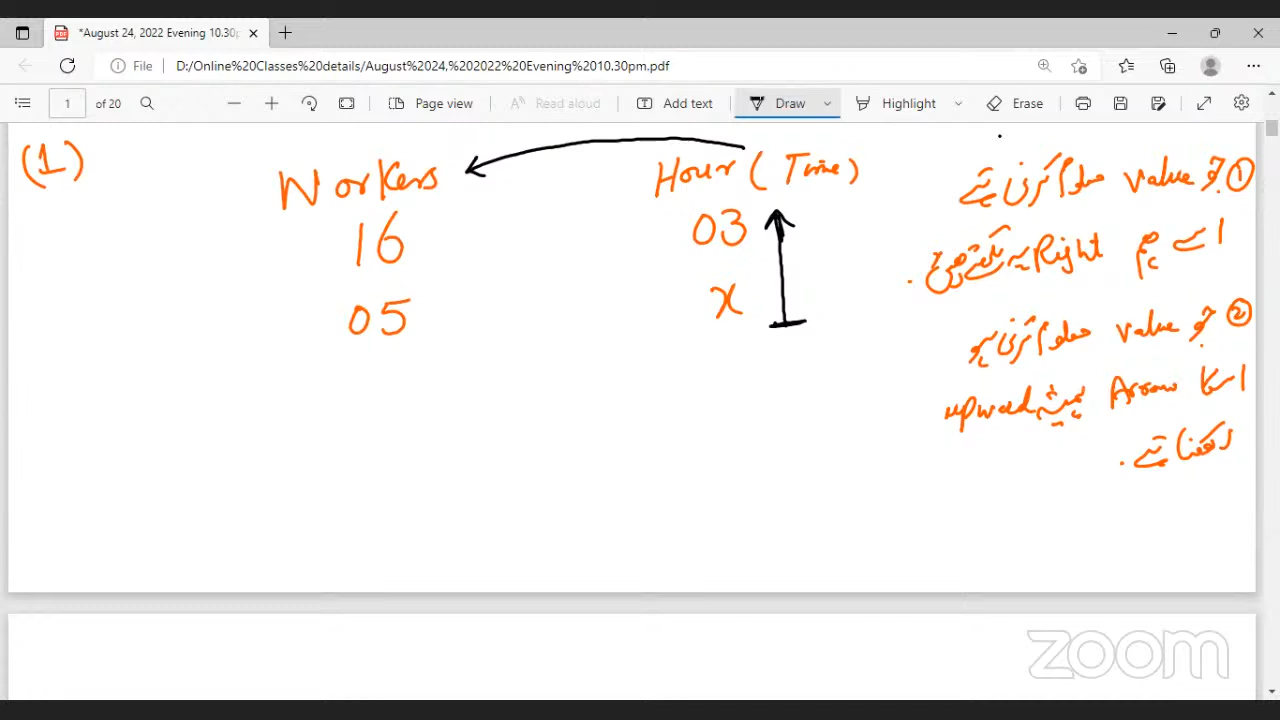 *August 24, 2022 Evening 10.30p
File D:/Online%20Classes%20details/August%2024,%202022%20Evening%2010.30pm.pdf
1 of 20 Page view Read aloud Add text Draw Highlight Erase
(1)
Workers Hour (Time)
16 03
05 x
① جو value معلوم کرنی ہے
اسے ہم Right پہ لکھتے ہیں۔
② جو value معلوم کرنی ہو
اسکا Arrow ہمیشہ upward
رکھنا ہے۔
zoom